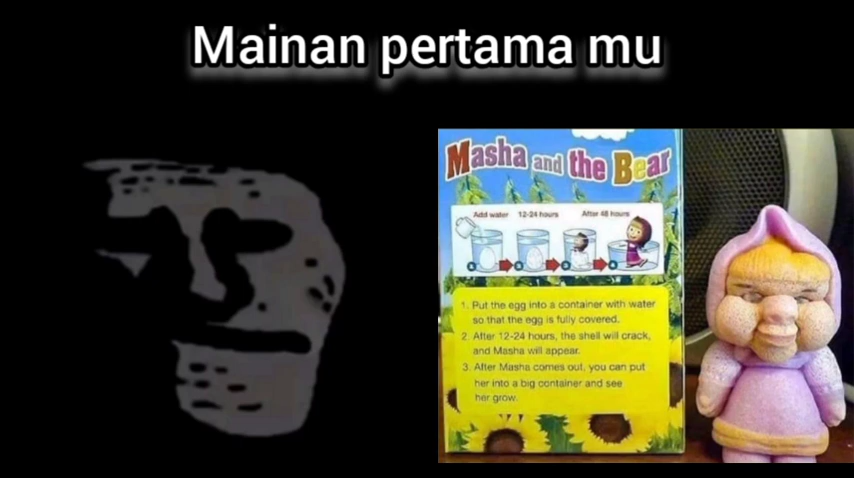 Mainan pertama mu
Masha and the Bear
Add water 12-24 hours After 48 hours
1. Put the egg into a container with water
so that the egg is fully covered.
2. After 12-24 hours, the shell will crack,
and Masha will appear.
3. After Masha comes out, you can put
her into a big container and see
her grow.